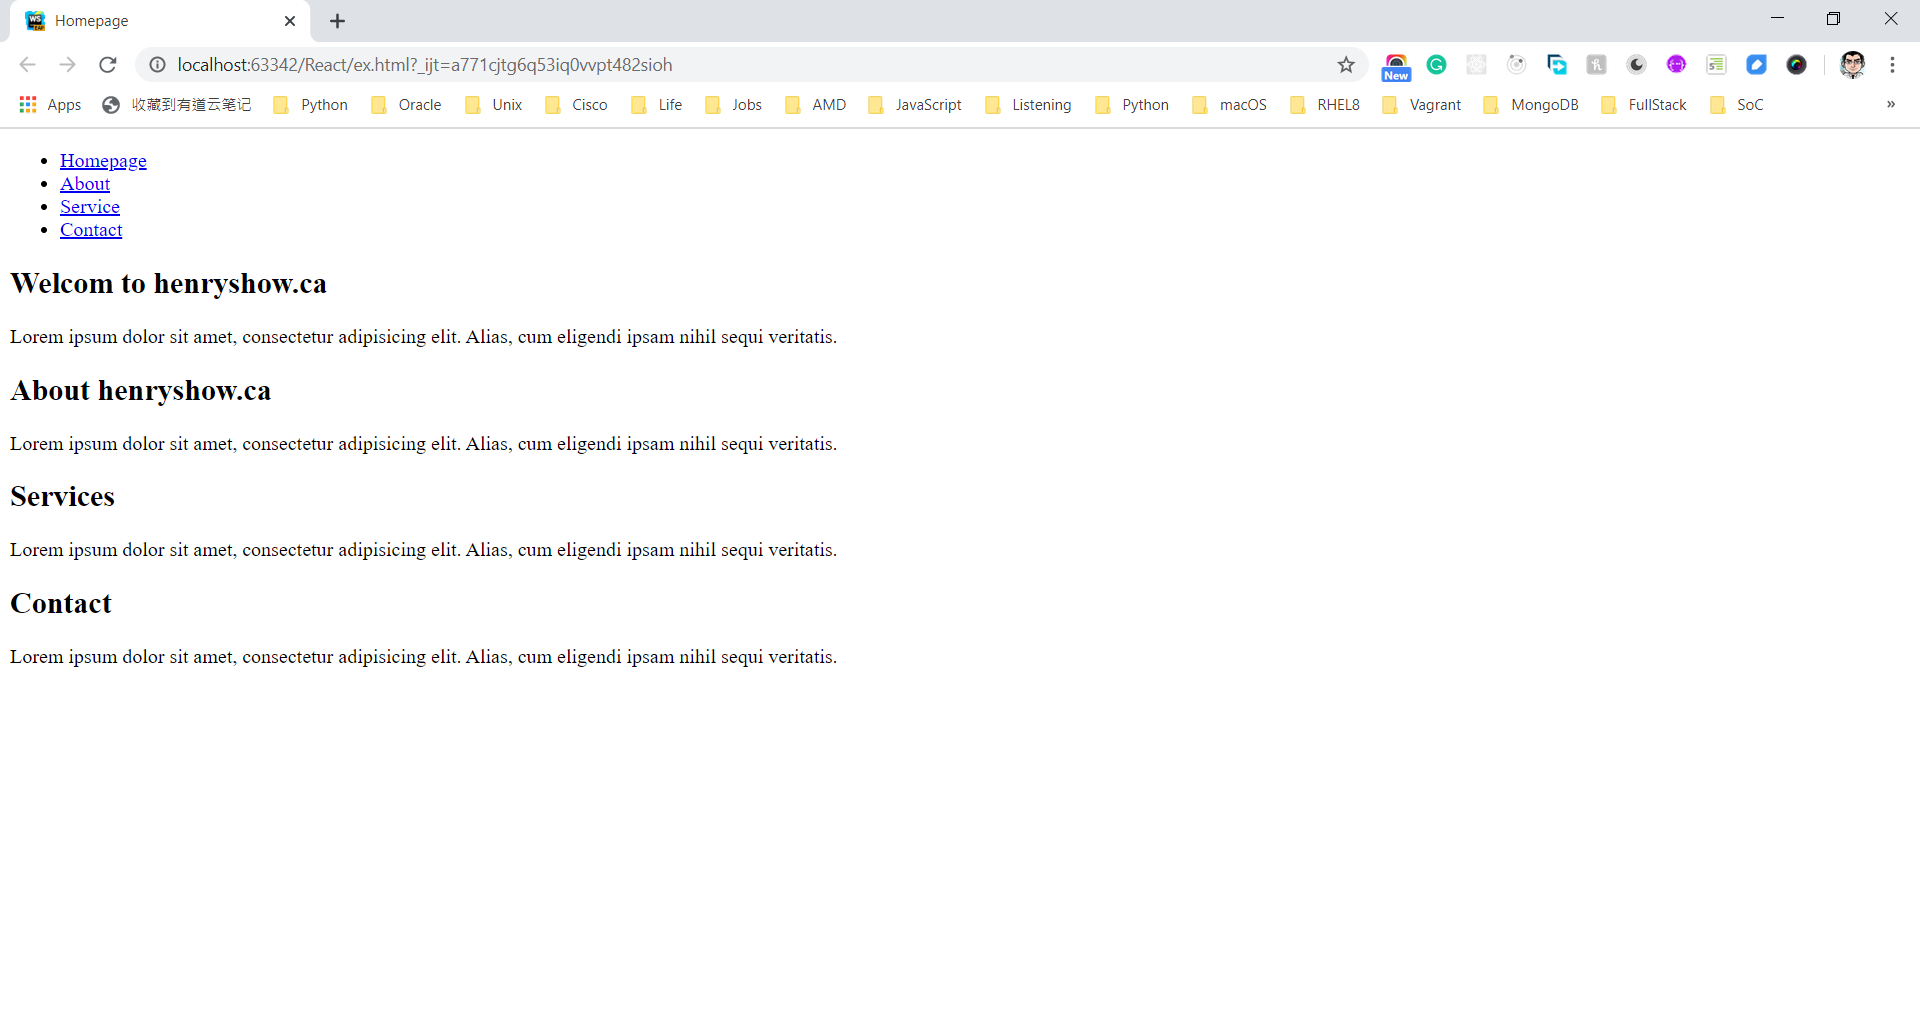 Homepage
localhost:63342/React/ex.html?_ijt=a771cjtg6q53iq0vvpt482sioh
New
Apps 收藏到有道云笔记 Python Oracle Unix Cisco Life Jobs AMD JavaScript Listening Python macOS RHEL8 Vagrant MongoDB FullStack SoC »
Homepage
About
Service
Contact
Welcom to henryshow.ca
Lorem ipsum dolor sit amet, consectetur adipisicing elit. Alias, cum eligendi ipsam nihil sequi veritatis.
About henryshow.ca
Lorem ipsum dolor sit amet, consectetur adipisicing elit. Alias, cum eligendi ipsam nihil sequi veritatis.
Services
Lorem ipsum dolor sit amet, consectetur adipisicing elit. Alias, cum eligendi ipsam nihil sequi veritatis.
Contact
Lorem ipsum dolor sit amet, consectetur adipisicing elit. Alias, cum eligendi ipsam nihil sequi veritatis.